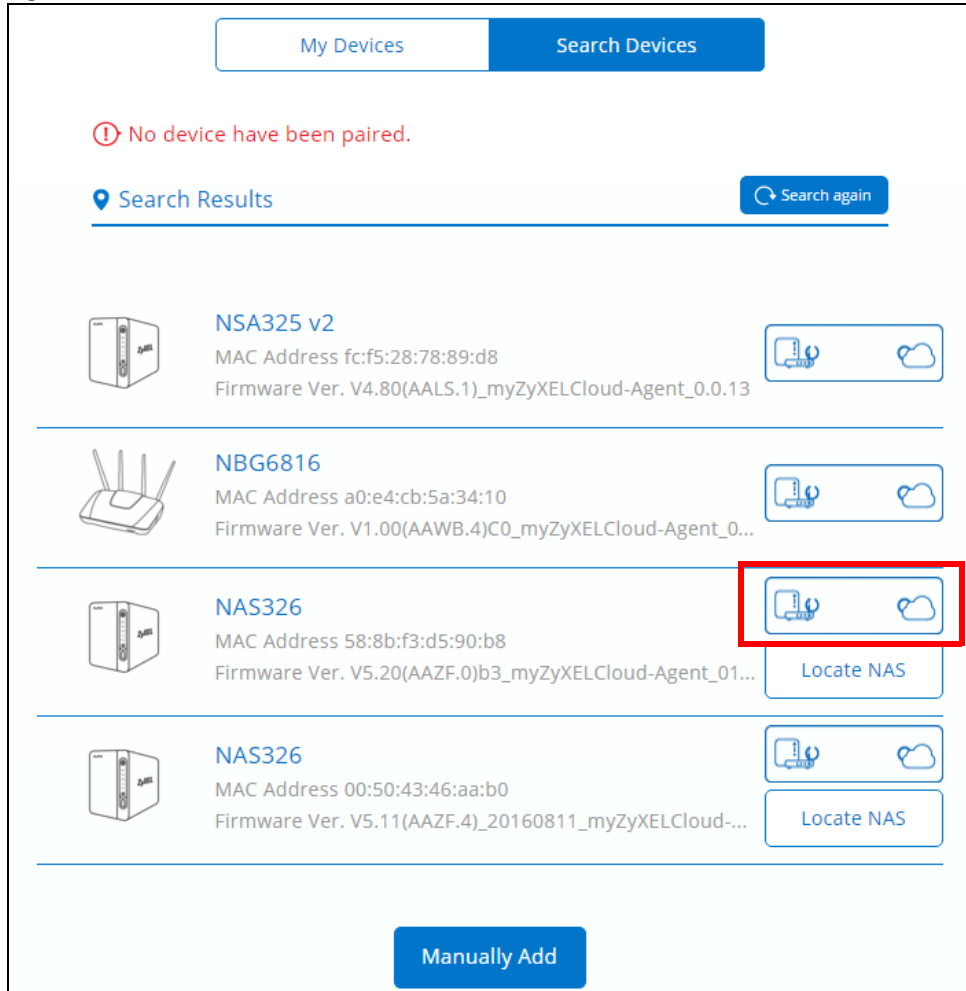 My Devices
Search Devices
No device have been paired.
Search Results
Search again
NSA325 v2
MAC Address fc:f5:28:78:89:d8
Firmware Ver. V4.80(AALS.1)_myZyXELCloud-Agent_0.0.13
NBG6816
MAC Address a0:e4:cb:5a:34:10
Firmware Ver. V1.00(AAWB.4)C0_myZyXELCloud-Agent_0...
NAS326
MAC Address 58:8b:f3:d5:90:b8
Firmware Ver. V5.20(AAZF.0)b3_myZyXELCloud-Agent_01...
Locate NAS
NAS326
MAC Address 00:50:43:46:aa:b0
Firmware Ver. V5.11(AAZF.4)_20160811_myZyXELCloud-...
Locate NAS
Manually Add